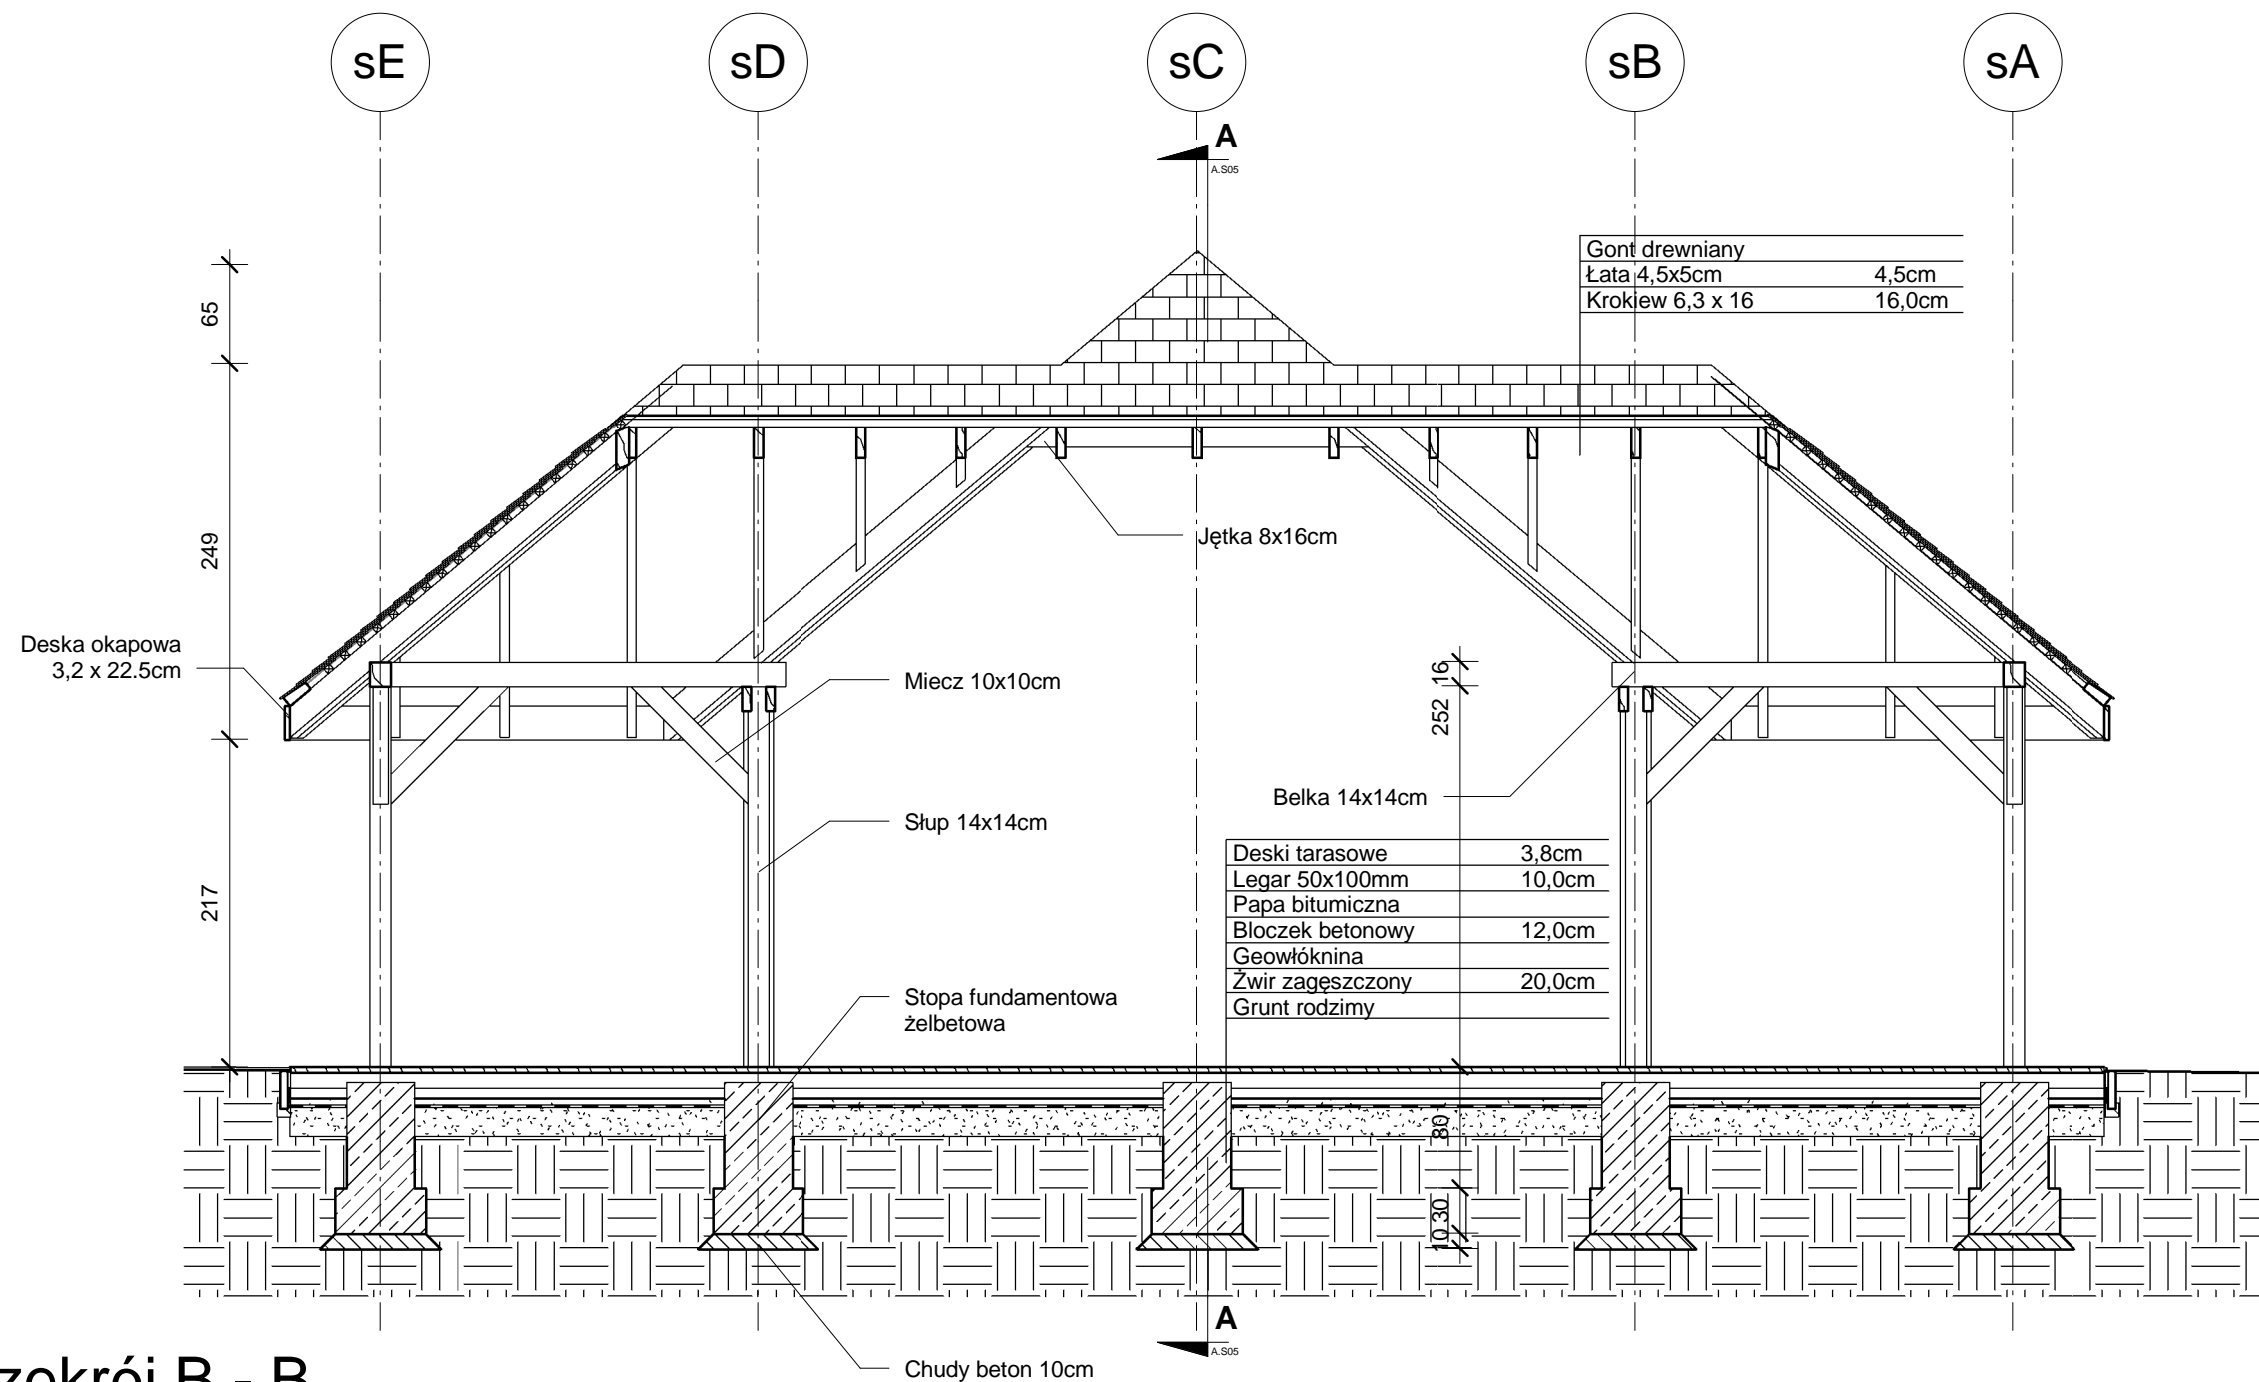 sE
sD
sC
sB
sA
A
A.S05
Gont drewniany
Łata 4,5x5cm 4,5cm
Krokiew 6,3 x 16 16,0cm
65
249
217
Jętka 8x16cm
Deska okapowa
3,2 x 22.5cm
Miecz 10x10cm
16
252
Belka 14x14cm
Słup 14x14cm
Deski tarasowe 3,8cm
Legar 50x100mm 10,0cm
Papa bitumiczna
Bloczek betonowy 12,0cm
Geowłóknina
Żwir zagęszczony 20,0cm
Grunt rodzimy
Stopa fundamentowa
żelbetowa
80
30
10
A
A.S05
Chudy beton 10cm
zekrój B - B